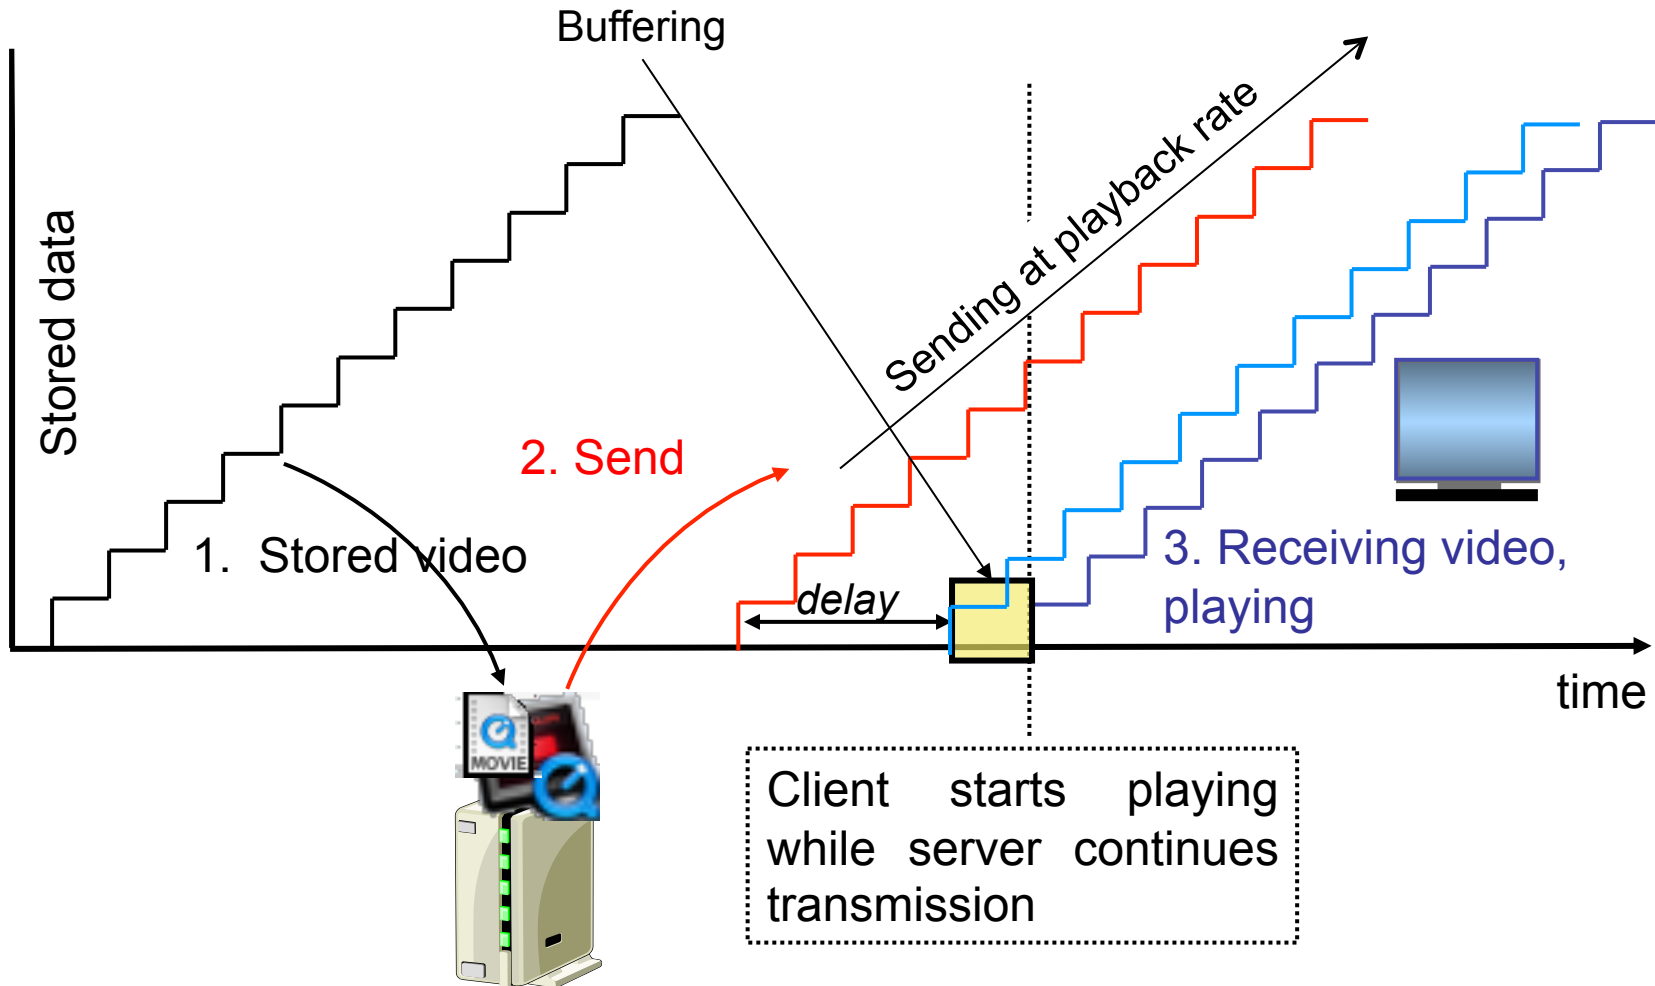 Buffering
Stored data
Sending at playback rate
2. Send
1. Stored video
delay
3. Receiving video,
playing
time
MOVIE
Client starts playing
while server continues
transmission